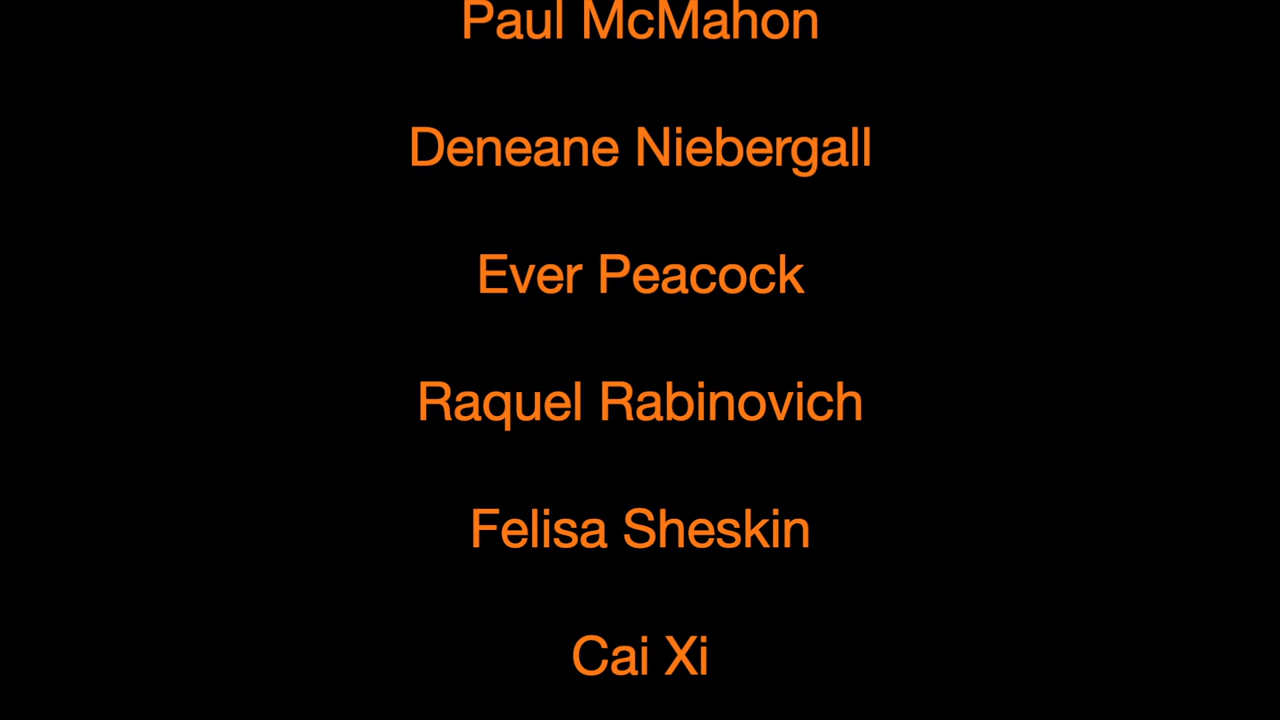 Paul McMahon
Deneane Niebergall
Ever Peacock
Raquel Rabinovich
Felisa Sheskin
Cai Xi